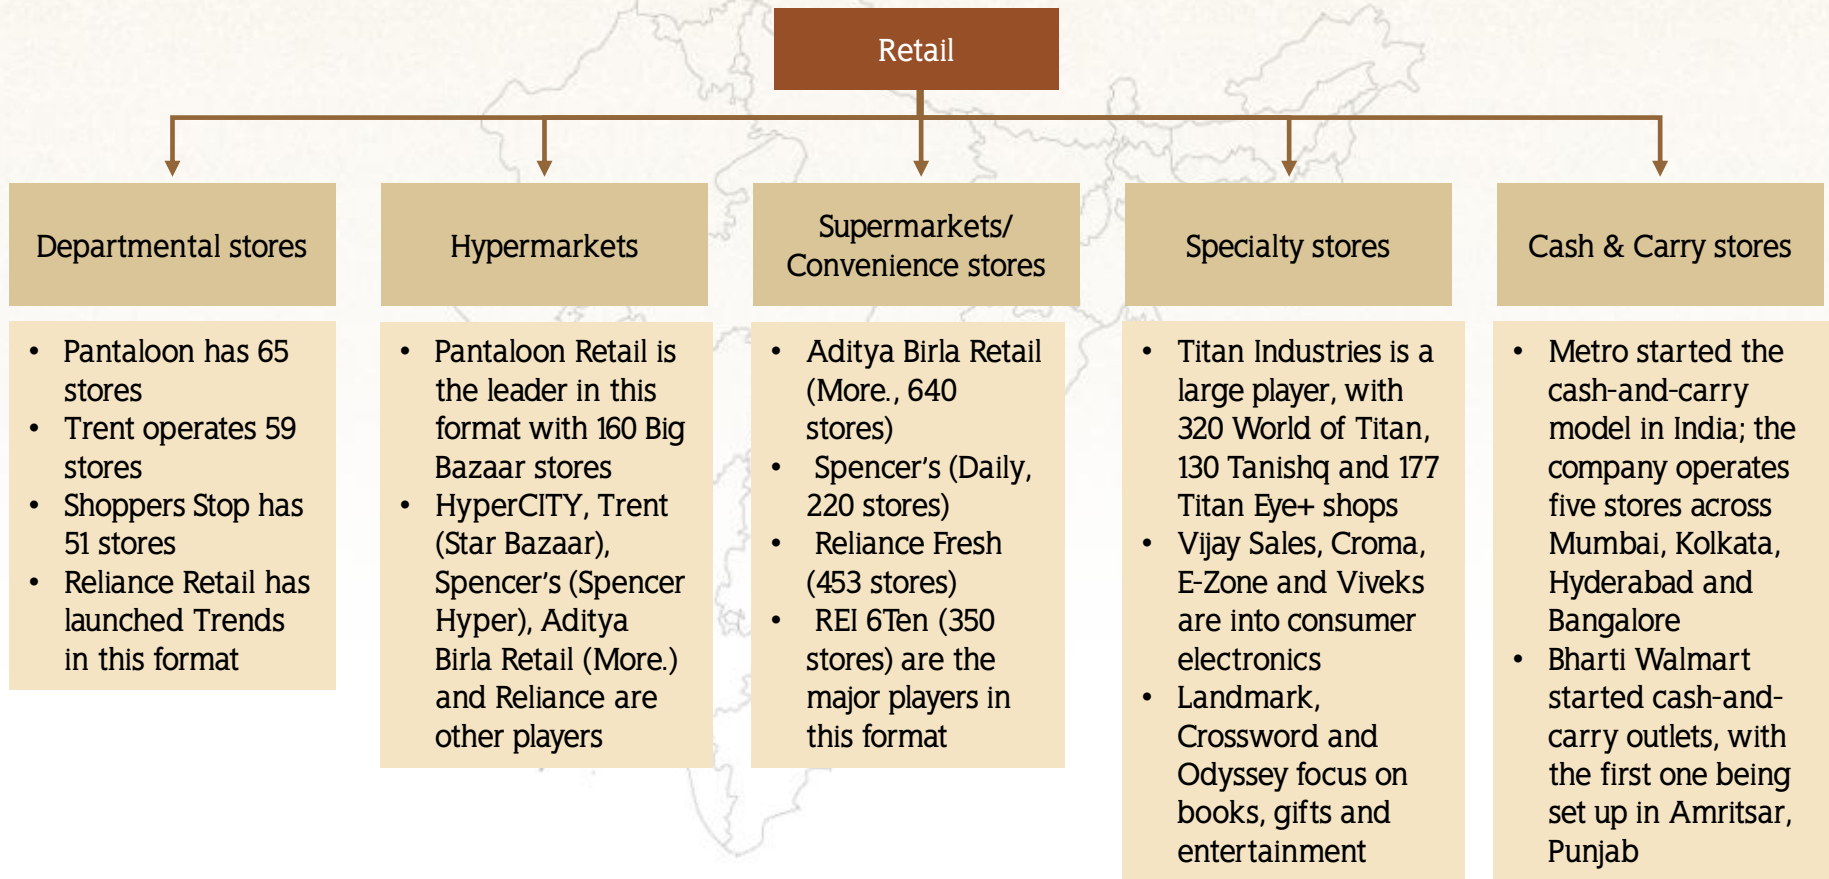 Retail
Departmental stores
• Pantaloon has 65
stores
• Trent operates 59
stores
• Shoppers Stop has
51 stores
• Reliance Retail has
launched Trends
in this format
Hypermarkets
• Pantaloon Retail is
the leader in this
format with 160 Big
Bazaar stores
• HyperCITY, Trent
(Star Bazaar),
Spencer's (Spencer
Hyper), Aditya
Birla Retail (More.)
and Reliance are
other players
Supermarkets/
Convenience stores
• Aditya Birla Retail
(More., 640
stores)
• Spencer's (Daily,
220 stores)
• Reliance Fresh
(453 stores)
• REI 6Ten (350
stores) are the
major players in
this format
Specialty stores
• Titan Industries is a
large player, with
320 World of Titan,
130 Tanishq and 177
Titan Eye+ shops
• Vijay Sales, Croma,
E-Zone and Viveks
are into consumer
electronics
• Landmark,
Crossword and
Odyssey focus on
books, gifts and
entertainment
Cash & Carry stores
• Metro started the
cash-and-carry
model in India; the
company operates
five stores across
Mumbai, Kolkata,
Hyderabad and
Bangalore
• Bharti Walmart
started cash-and-
carry outlets, with
the first one being
set up in Amritsar,
Punjab